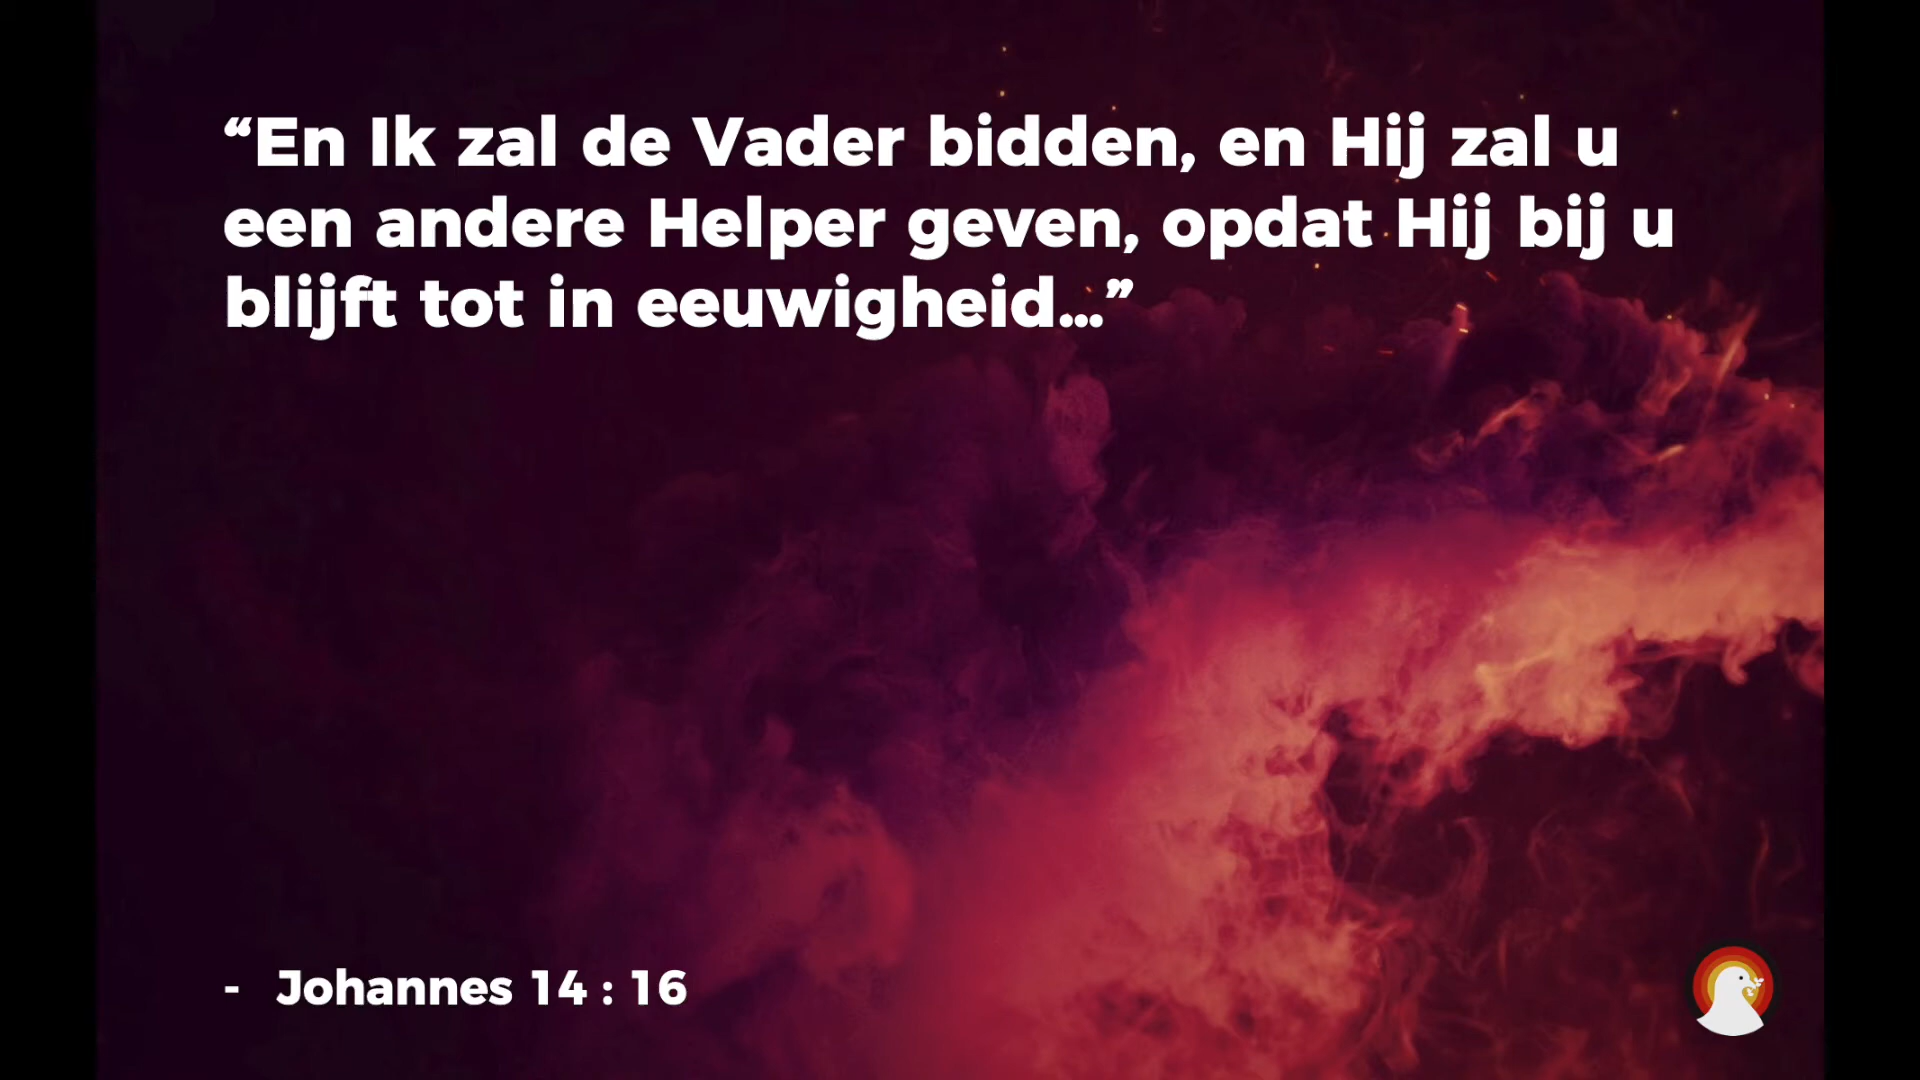 “En Ik zal de Vader bidden, en Hij zal u
een andere Helper geven, opdat Hij bij u
blijft tot in eeuwigheid...”
- Johannes 14 : 16